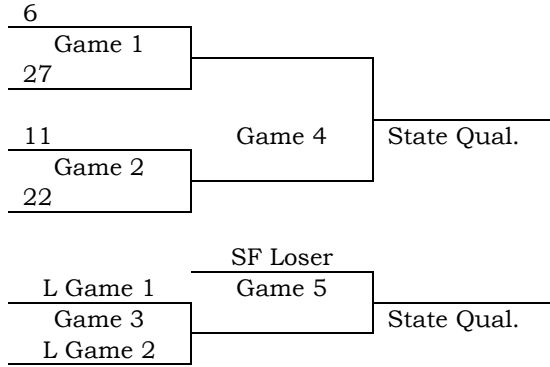 6
Game 1
27
11
Game 4
State Qual.
Game 2
22
SF Loser
L Game 1
Game 5
Game 3
State Qual.
L Game 2